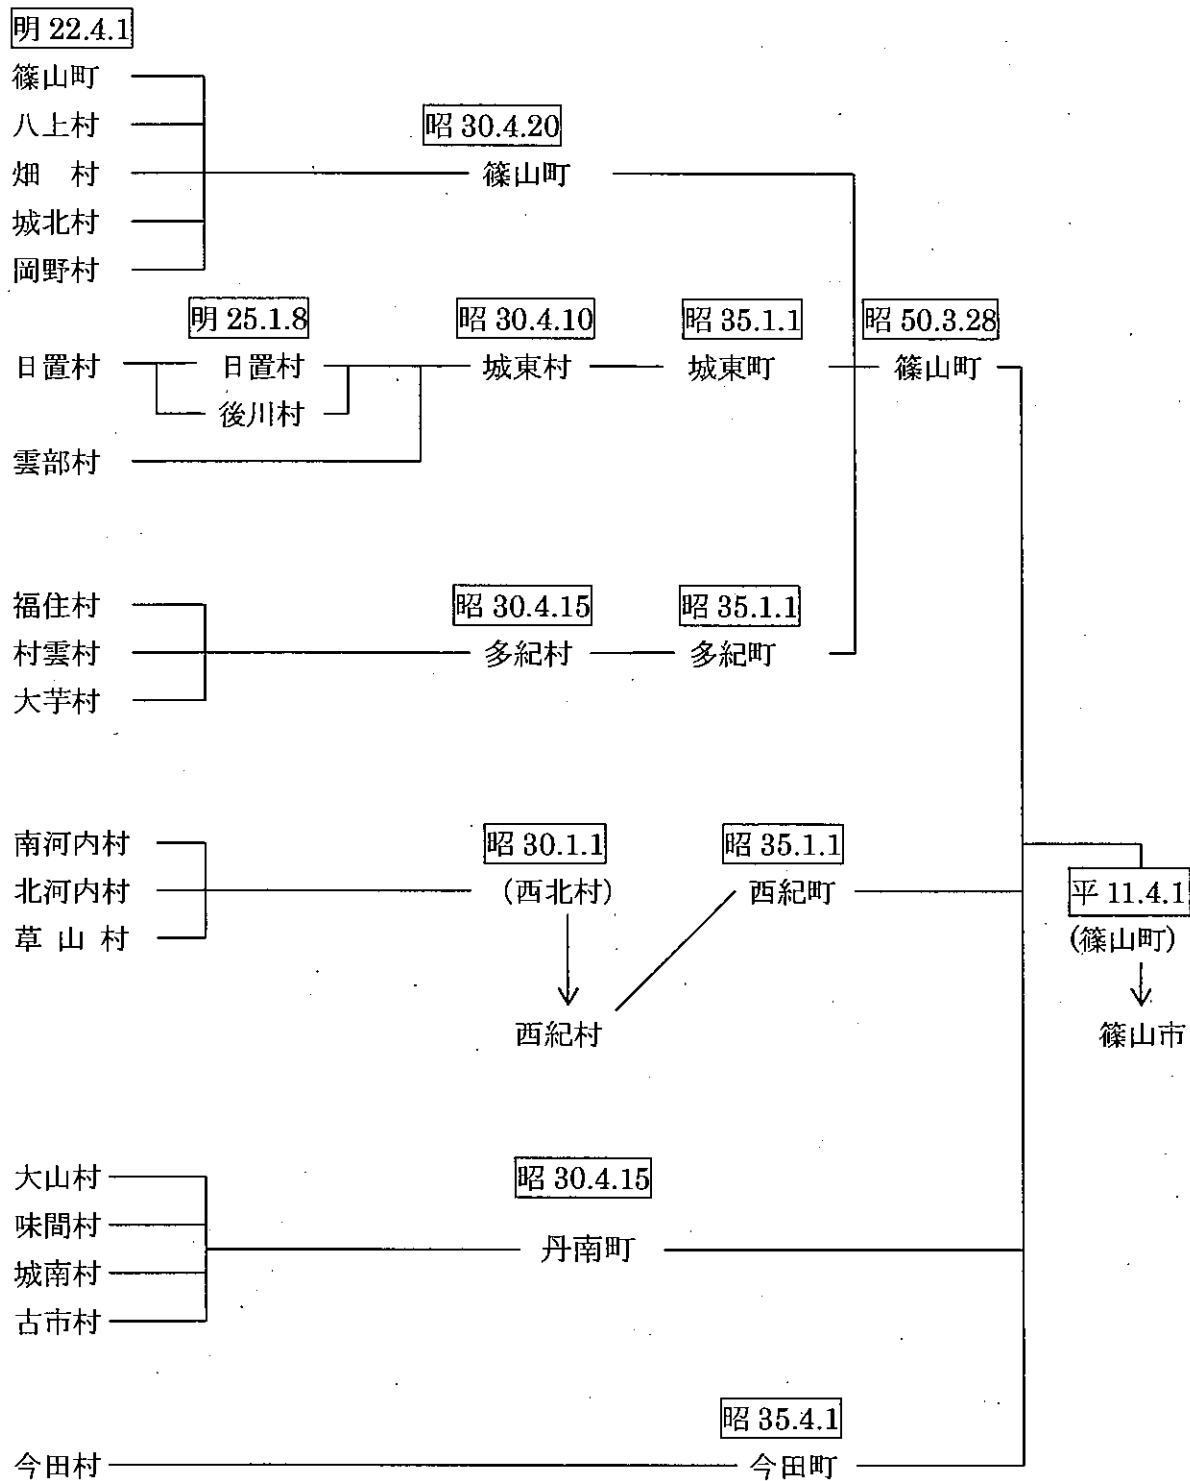 明 22.4.1
篠山町
八上村
昭 30.4.20
畑 村 篠山町
城北村
岡野村
明 25.1.8 昭 30.4.10 昭 35.1.1 昭 50.3.28
日置村 日置村 城東村 城東町 篠山町
後川村
雲部村
福住村 昭 30.4.15 昭 35.1.1
村雲村 多紀村 多紀町
大芋村
南河内村 昭 30.1.1 昭 35.1.1
北河内村 (西北村) 西紀町 平 11.4.1
草 山 村 (篠山町)
西紀村 篠山市
大山村 昭 30.4.15
味間村
丹南町
城南村
古市村
昭 35.4.1
今田村 今田町